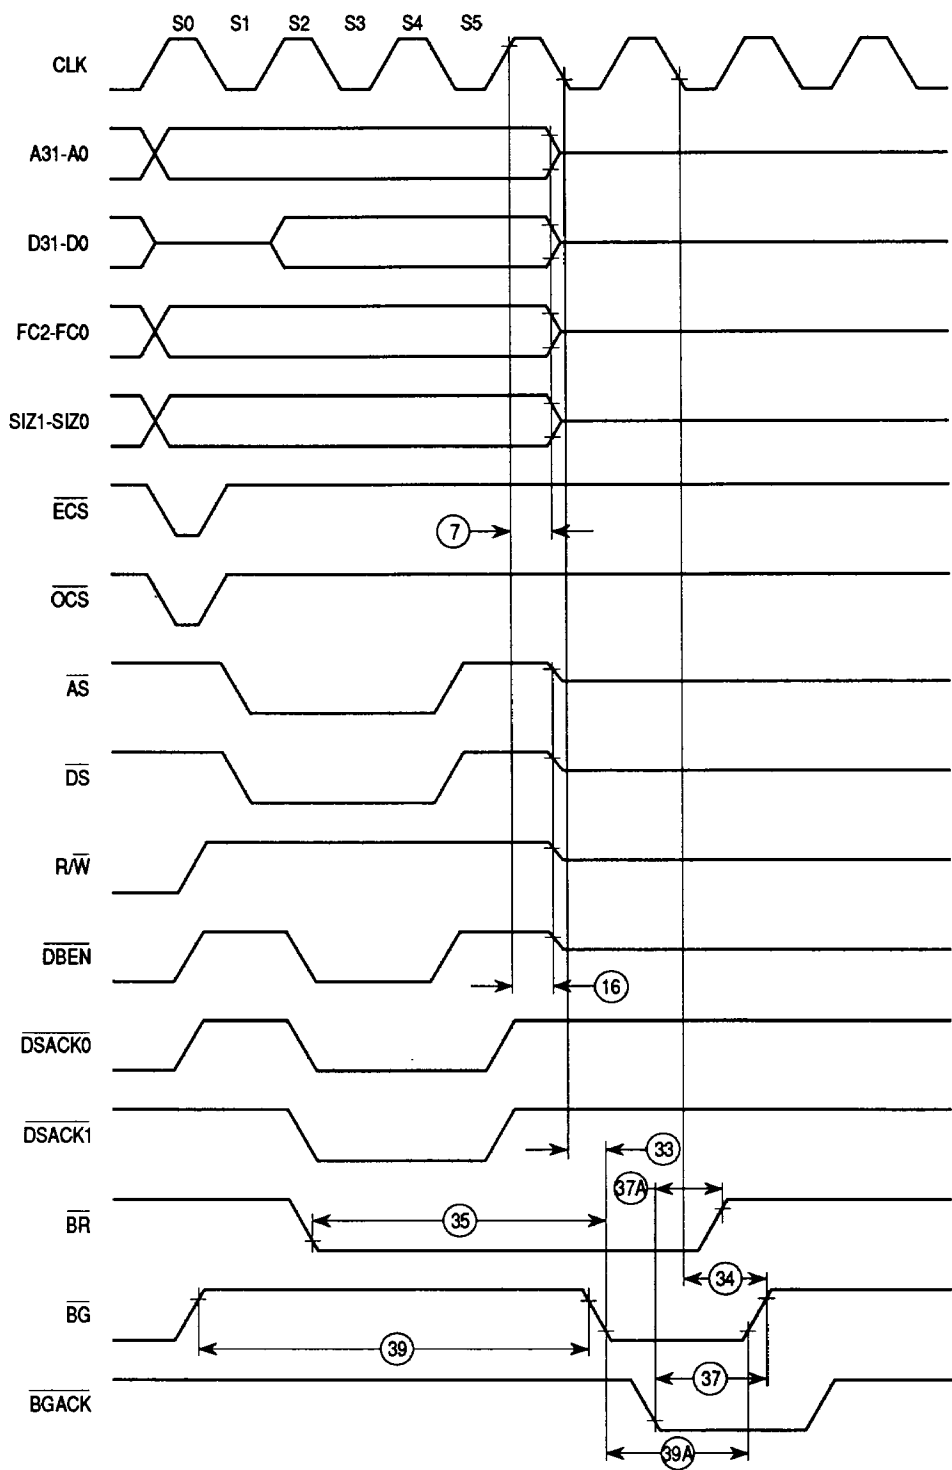 S0 S1 S2 S3 S4 S5
CLK
A31-A0
D31-D0
FC2-FC0
SIZ1-SIZ0
ECS
7
OCS
AS
DS
R/W
DBEN
16
DSACK0
DSACK1
33
37A
BR
35
34
BG
39
37
BGACK
39A